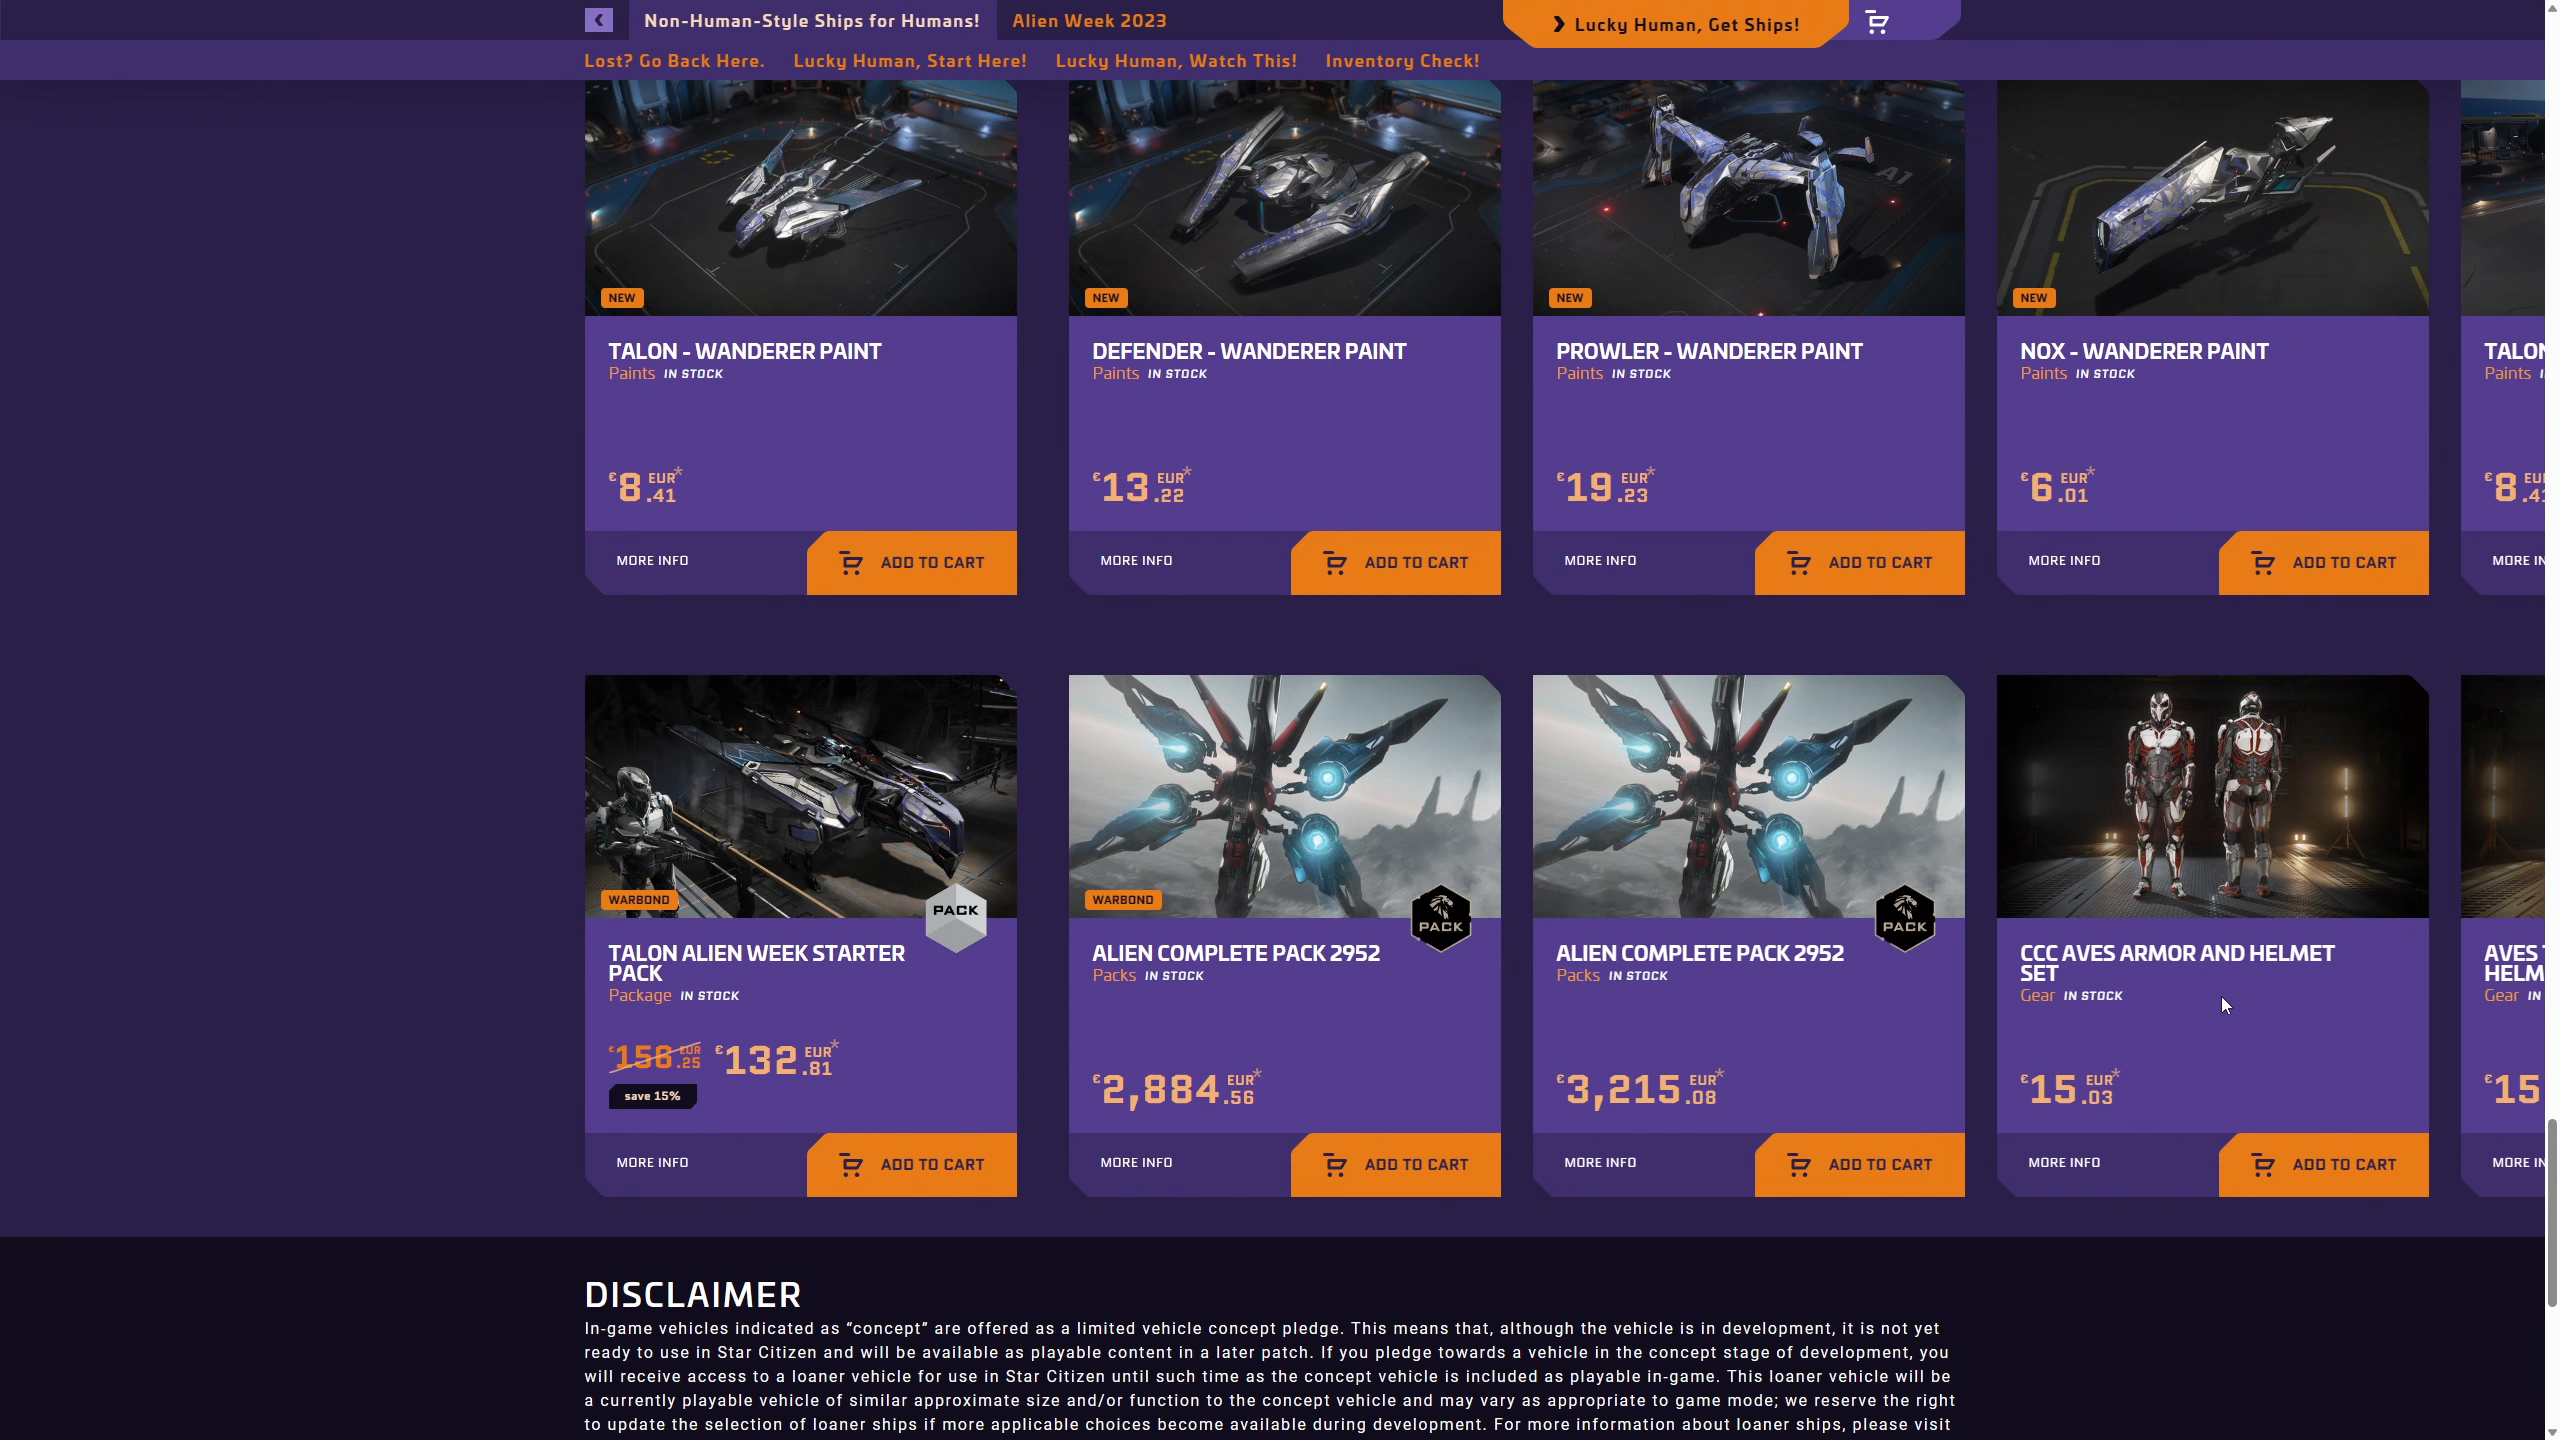 Non-Human-Style Ships for Humans!
Alien Week 2023
Lucky Human, Get Ships!
Lost? Go Back Here.
Lucky Human, Start Here!
Lucky Human, Watch This!
Inventory Check!
A1
NEW
TALON - WANDERER PAINT
Paints IN STOCK
€8.41 EUR*
MORE INFO
ADD TO CART
NEW
DEFENDER - WANDERER PAINT
Paints IN STOCK
€13.22 EUR*
MORE INFO
ADD TO CART
NEW
PROWLER - WANDERER PAINT
Paints IN STOCK
€19.23 EUR*
MORE INFO
ADD TO CART
NEW
NOX - WANDERER PAINT
Paints IN STOCK
€6.01 EUR*
MORE INFO
ADD TO CART
TALON
Paints
€8.41
MORE IN
WARBOND
PACK
TALON ALIEN WEEK STARTER
PACK
Package IN STOCK
€156.25 EUR €132.81 EUR*
save 15%
MORE INFO
ADD TO CART
WARBOND
PACK
ALIEN COMPLETE PACK 2952
Packs IN STOCK
€2,884.56 EUR*
MORE INFO
ADD TO CART
PACK
ALIEN COMPLETE PACK 2952
Packs IN STOCK
€3,215.08 EUR*
MORE INFO
ADD TO CART
CCC AVES ARMOR AND HELMET
SET
Gear IN STOCK
€15.03 EUR*
MORE INFO
ADD TO CART
AVES
HELM
Gear IN
€15
MORE IN
DISCLAIMER
In-game vehicles indicated as “concept” are offered as a limited vehicle concept pledge. This means that, although the vehicle is in development, it is not yet
ready to use in Star Citizen and will be available as playable content in a later patch. If you pledge towards a vehicle in the concept stage of development, you
will receive access to a loaner vehicle for use in Star Citizen until such time as the concept vehicle is included as playable in-game. This loaner vehicle will be
a currently playable vehicle of similar approximate size and/or function to the concept vehicle and may vary as appropriate to game mode; we reserve the right
to update the selection of loaner ships if more applicable choices become available during development. For more information about loaner ships, please visit